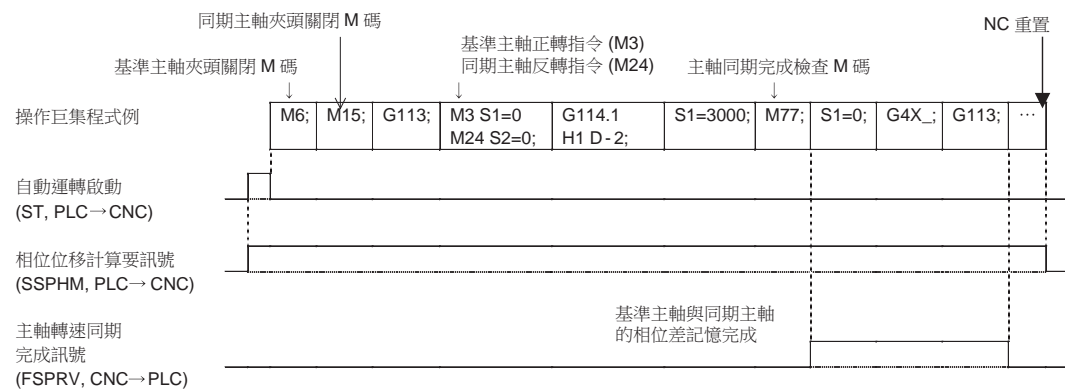 同期主軸夾頭關閉 M 碼
NC 重置
基準主軸正轉指令 (M3)
基準主軸夾頭關閉 M 碼
同期主軸反轉指令 (M24)
主軸同期完成檢查 M 碼
↓ ↓ ↓
操作巨集程式例
M6; M15; G113; M3 S1=0 G114.1 S1=3000; M77; S1=0; G4X_; G113; …
M24 S2=0; H1 D-2;
自動運轉啟動
(ST, PLC→CNC)
相位位移計算要訊號
(SSPHM, PLC→CNC)
基準主軸與同期主軸
的相位差記憶完成
主軸轉速同期
完成訊號
(FSPRV, CNC→PLC)